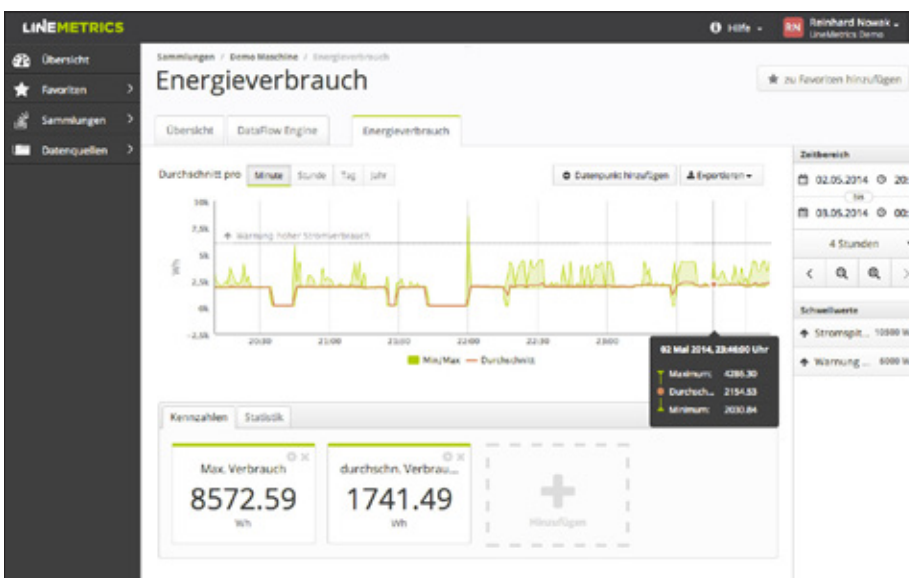 LINEMETRICS
Hilfe
RN
Reinhard Nowak
LineMetrics Demo
Übersicht
Favoriten
Sammlungen
Datenquellen
Sammlungen / Demo Maschine / Energieverbrauch
Energieverbrauch
zu Favoriten hinzufügen
Übersicht
DataFlow Engine
Energieverbrauch
Durchschnitt pro
Minute
Stunde
Tag
Jahr
Datenpunkt hinzufügen
Exportieren
10k
7,5k
5k
2,5k
0k
-2,5k
Wh
Warnung hoher Stromverbrauch
20:30
21:00
22:00
22:30
23:00
Min/Max
Durchschnitt
02 Mai 2014, 23:46:00 Uhr
Maximum: 4286.30
Durchsch... 2154.53
Minimum: 2030.84
Zeitbereich
02.05.2014 20:
bis
03.05.2014 00:
4 Stunden
Schwellwerte
Stromspit... 10500 W
Warnung ... 6000 W
Kennzahlen
Statistik
Max. Verbrauch
8572.59
Wh
durchschn. Verbrau...
1741.49
Wh
Hinzufügen